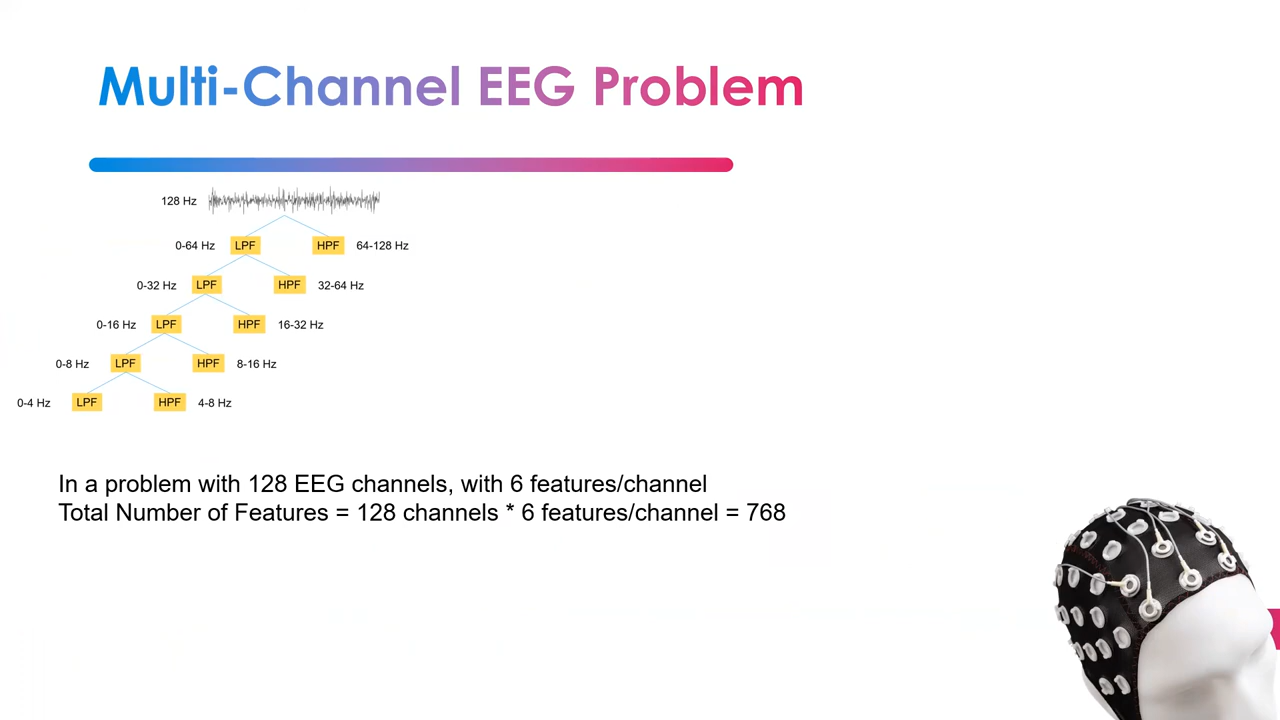 Multi-Channel EEG Problem
128 Hz
0-64 Hz LPF HPF 64-128 Hz
0-32 Hz LPF HPF 32-64 Hz
0-16 Hz LPF HPF 16-32 Hz
0-8 Hz LPF HPF 8-16 Hz
0-4 Hz LPF HPF 4-8 Hz
In a problem with 128 EEG channels, with 6 features/channel
Total Number of Features = 128 channels * 6 features/channel = 768